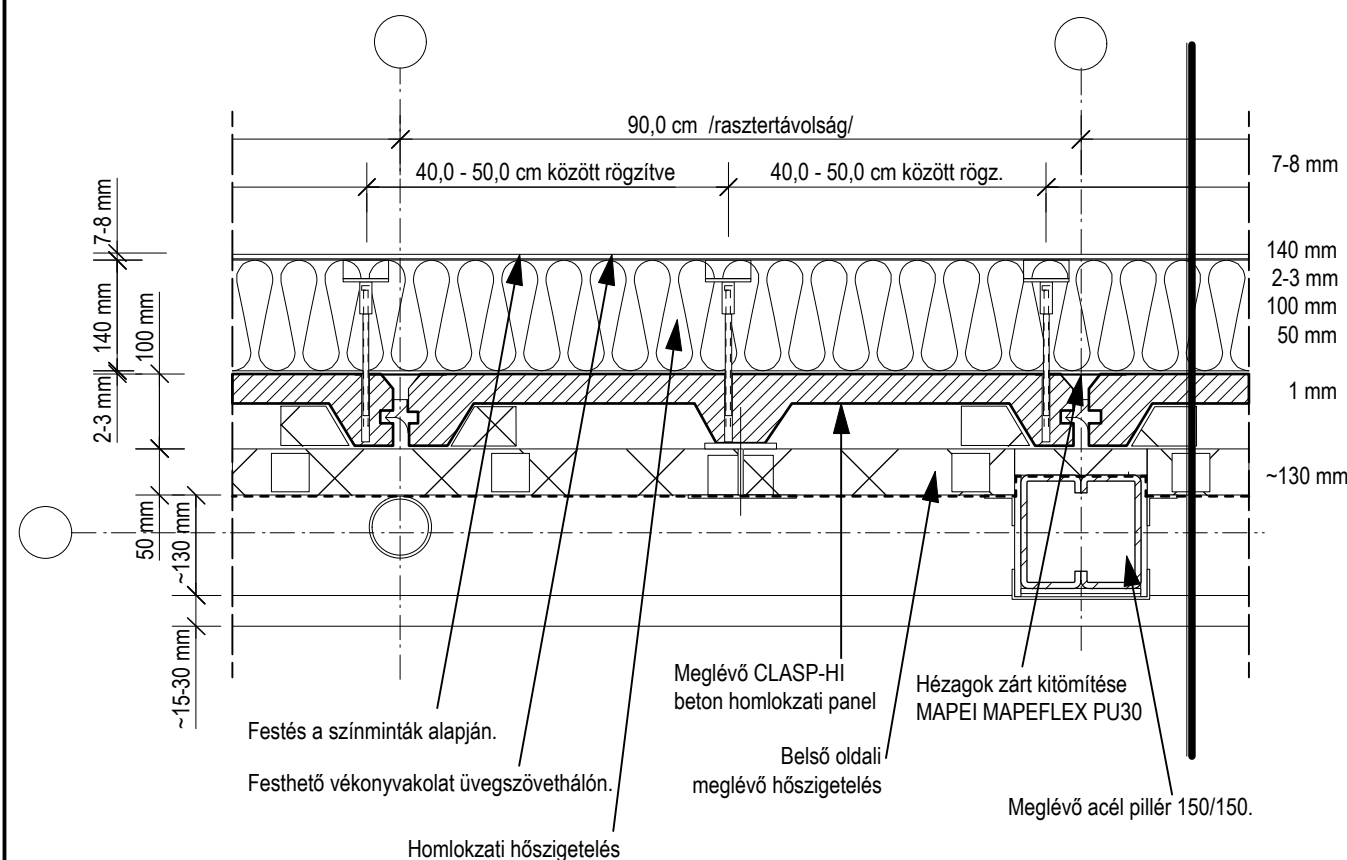 90,0 cm /rasztertávolság/
7-8 mm
40,0 - 50,0 cm között rögzítve
40,0 - 50,0 cm között rögz.
7-8 mm
140 mm
140 mm
2-3 mm
100 mm
50 mm
100 mm
2-3 mm
1 mm
~130 mm
50 mm
~130 mm
~15-30 mm
Meglévő CLASP-HI
beton homlokzati panel
Hézagok zárt kitömítése
MAPEI MAPEFLEX PU30
Festés a színminták alapján.
Belső oldali
meglévő hőszigetelés
Festhető vékonyvakolat üvegszövethálón.
Meglévő acél pillér 150/150.
Homlokzati hőszigetelés